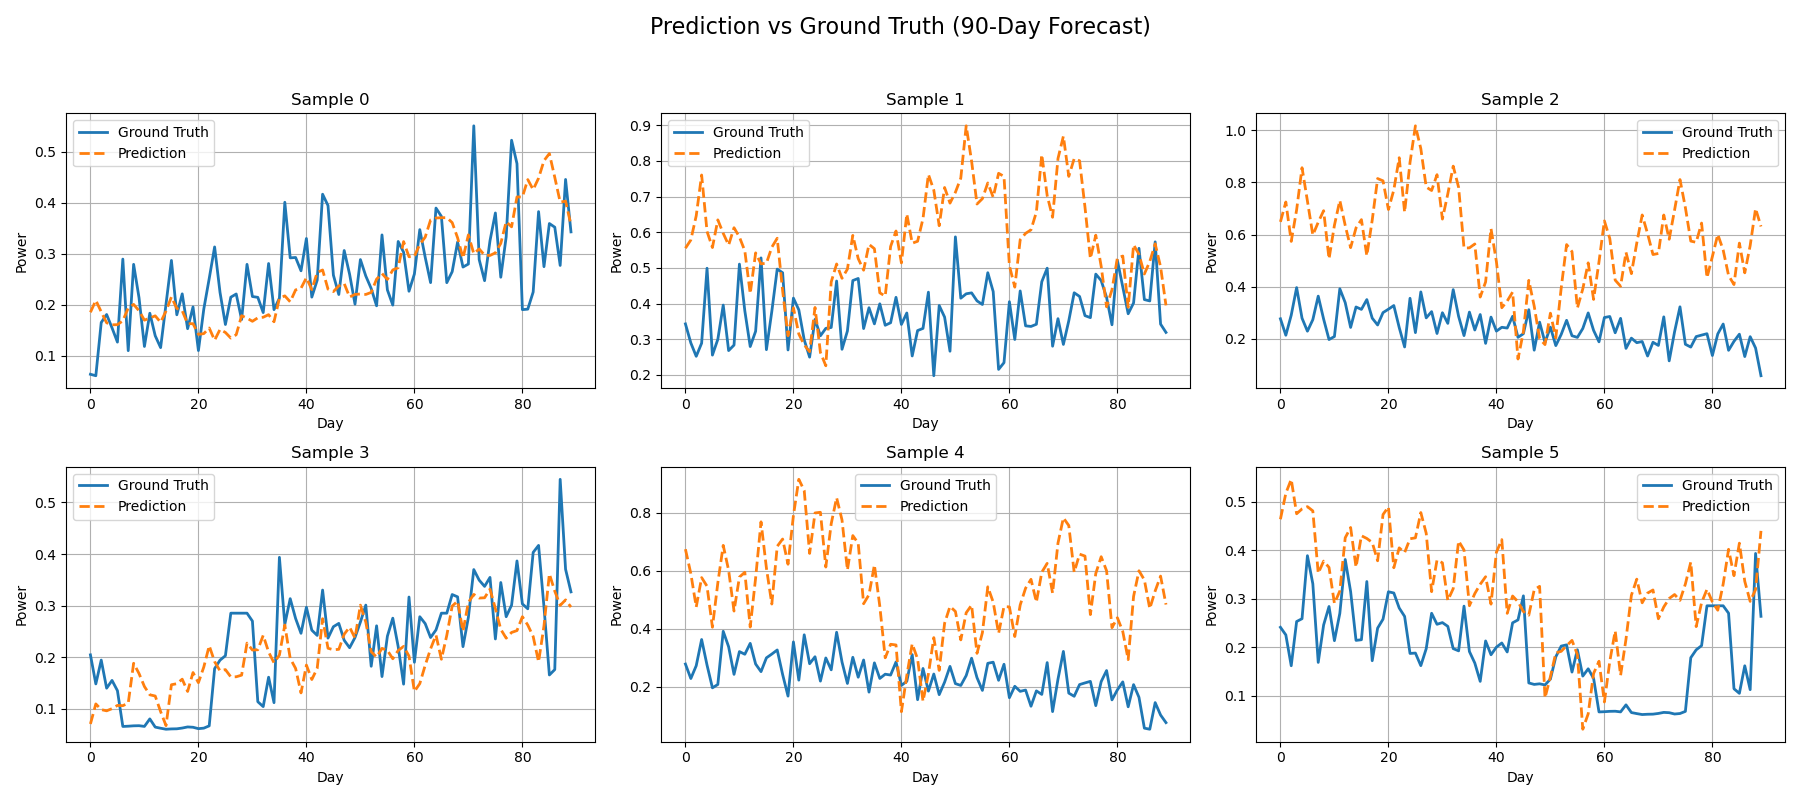 Prediction vs Ground Truth (90-Day Forecast)
Sample 0
Ground Truth
Prediction
Power
0.5
0.4
0.3
0.2
0.1
0 20 40 60 80
Day
Sample 1
Ground Truth
Prediction
Power
0.9
0.8
0.7
0.6
0.5
0.4
0.3
0.2
0 20 40 60 80
Day
Sample 2
Ground Truth
Prediction
Power
1.0
0.8
0.6
0.4
0.2
0 20 40 60 80
Day
Sample 3
Ground Truth
Prediction
Power
0.5
0.4
0.3
0.2
0.1
0 20 40 60 80
Day
Sample 4
Ground Truth
Prediction
Power
0.8
0.6
0.4
0.2
0 20 40 60 80
Day
Sample 5
Ground Truth
Prediction
Power
0.5
0.4
0.3
0.2
0.1
0 20 40 60 80
Day